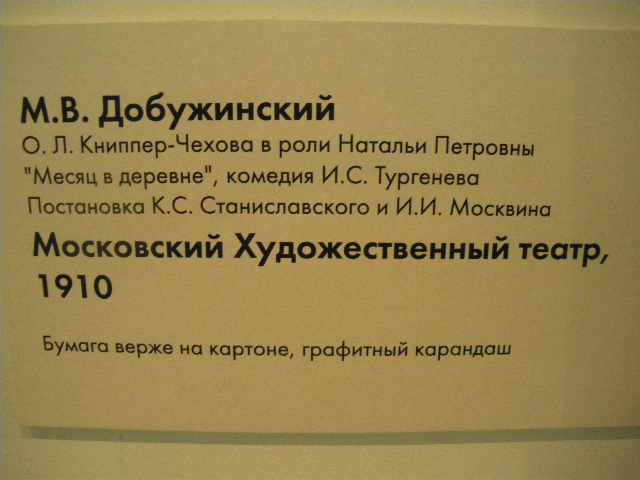 М.В. Добужинский
О. Л. Книппер-Чехова в роли Натальи Петровны
"Месяц в деревне", комедия И.С. Тургенева
Постановка К.С. Станиславского и И.И. Москвина
Московский Художественный театр,
1910
Бумага верже на картоне, графитный карандаш